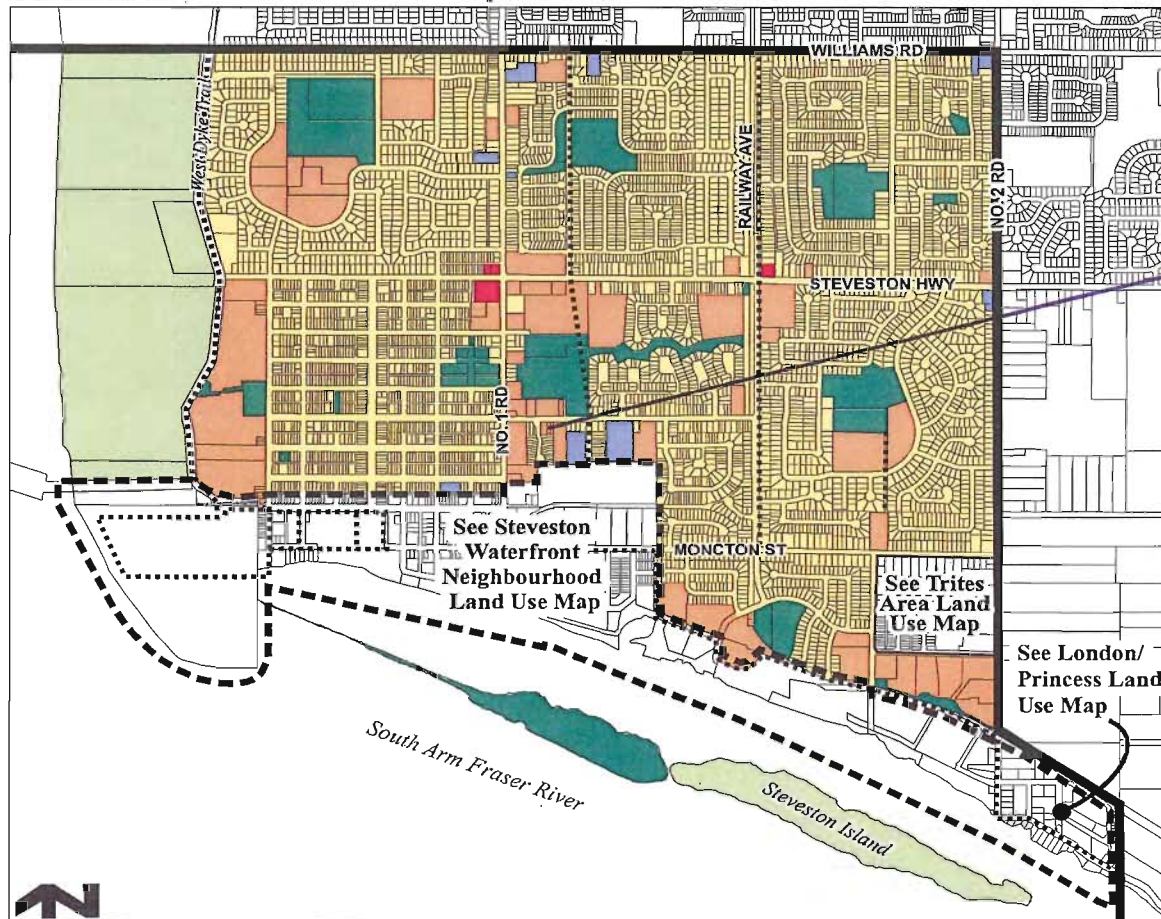 WILLIAMS RD
West Dyke Trail
RAILWAY AVE
NO. 2 RD
STEVESTON HWY
NO. 1 RD
See Steveston
Waterfront
Neighbourhood
Land Use Map
MONCTON ST
See Trites
Area Land
Use Map
See London/
Princess Land
Use Map
South Arm Fraser River
Steveston Island